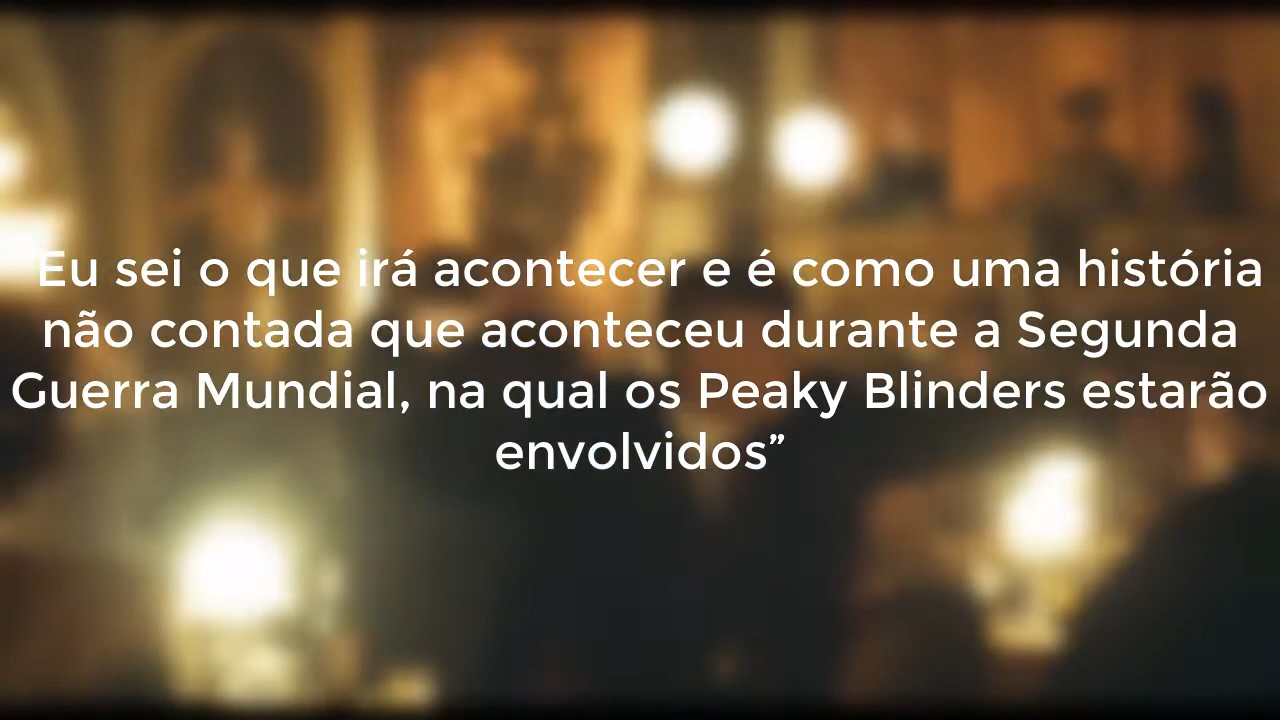 Eu sei o que irá acontecer e é como uma história
não contada que aconteceu durante a Segunda
Guerra Mundial, na qual os Peaky Blinders estarão
envolvidos”